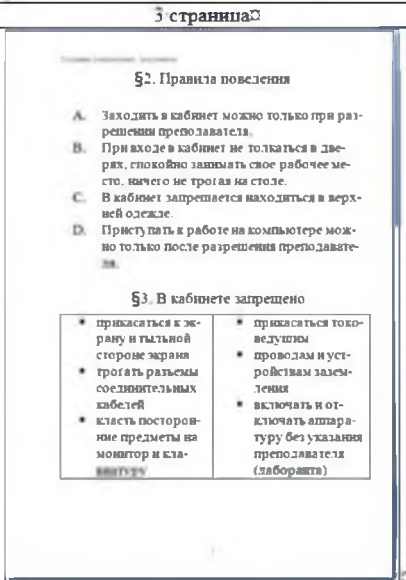 3 страница¤
§2. Правила поведения
A. Заходить в кабинет можно только при раз-
решении преподавателя.
B. При входе в кабинет не толкаться в две-
рях, спокойно занимать свое рабочее ме-
сто, ничего не трогая на столе.
C. В кабинет запрещается находиться в верх-
ней одежде.
D. Приступать к работе на компьютере мож-
но только после разрешения преподавате-
ля.
§3. В кабинете запрещено
• прикасаться к эк-
рану и тыльной
стороне экрана
• трогать разъемы
соединительных
кабелей
• класть посторон-
ние предметы на
монитор и кла-
виатуру
• прикасаться токо-
ведущим
• проводам и уст-
ройствам зазем-
ления
• включать и от-
ключать аппара-
туру без указания
преподавателя
(лаборанта)